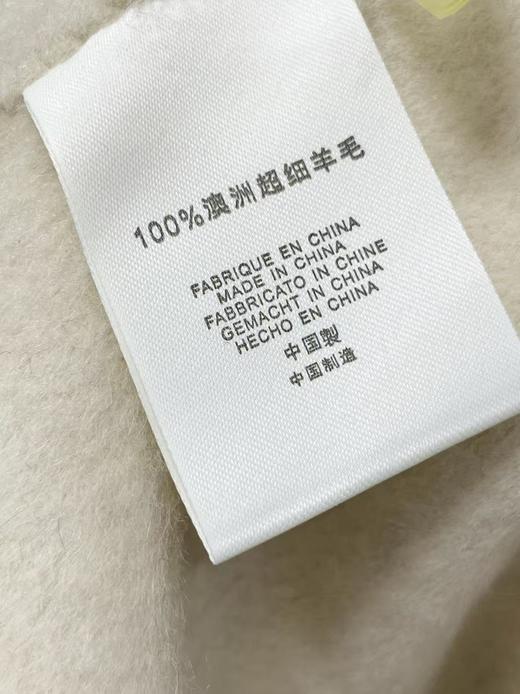 100%澳洲超细羊毛
FABRIQUE EN CHINA
MADE IN CHINA
FABBRICATO IN CHINE
GEMACHT IN CHINA
HECHO EN CHINA
中国製
中国制造